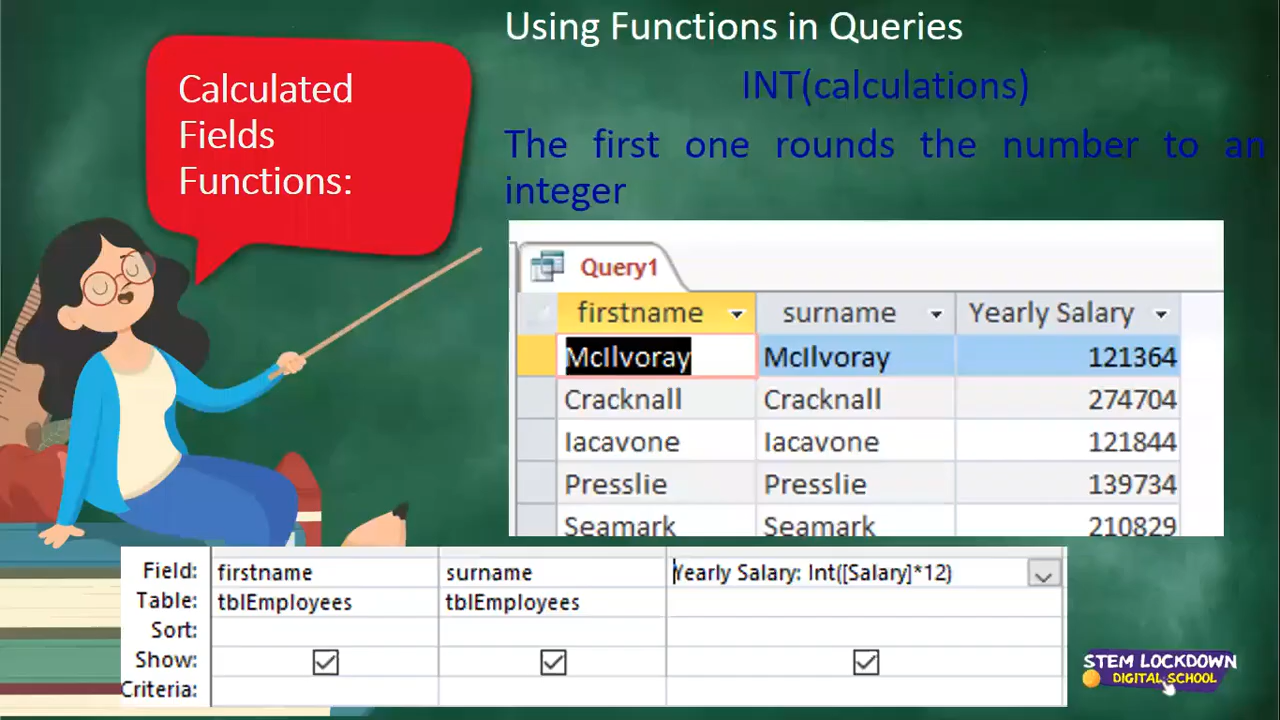 Using Functions in Queries
Calculated
Fields
Functions:
INT(calculations)
The first one rounds the number to an
integer
Query1
firstname surname Yearly Salary
McIlvoray McIlvoray 121364
Cracknall Cracknall 274704
Iacavone Iacavone 121844
Presslie Presslie 139734
Seamark Seamark 210829
Field: firstname surname Yearly Salary: Int([Salary]*12)
Table: tblEmployees tblEmployees
Sort:
Show:
Criteria:
STEM LOCKDOWN
DIGITAL SCHOOL